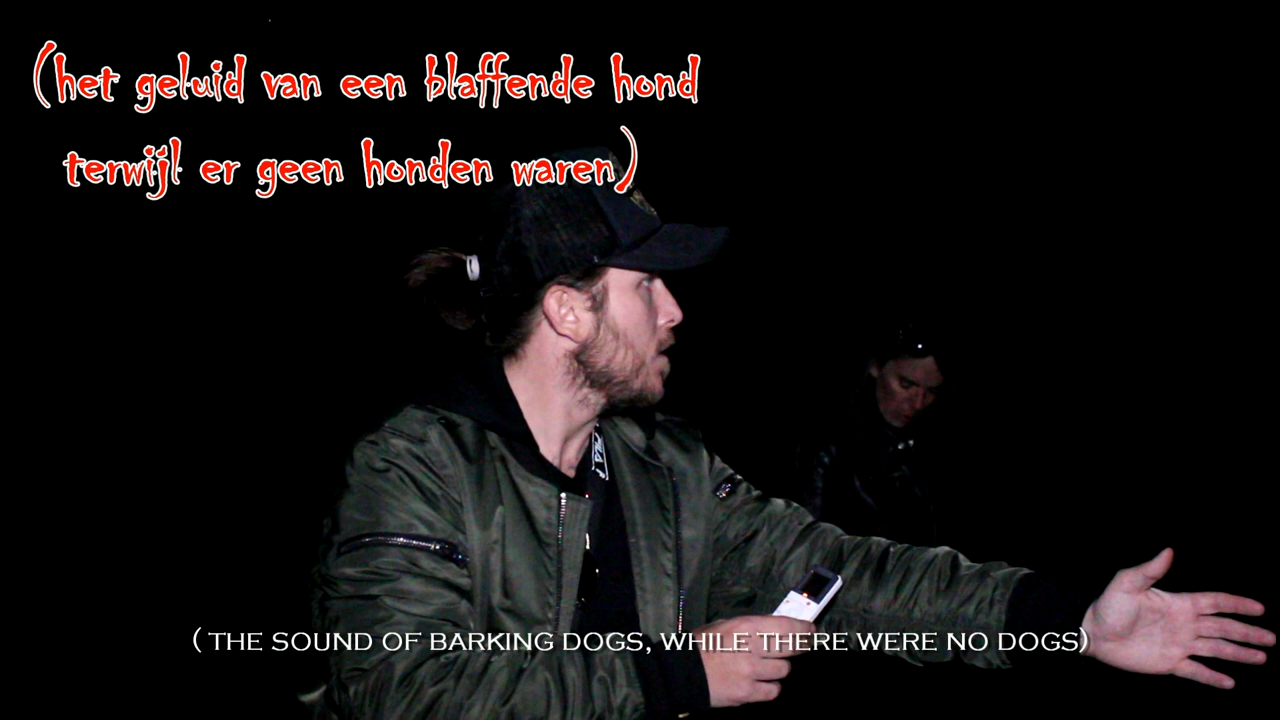 (het geluid van een blaffende hond
terwijl er geen honden waren)
( THE SOUND OF BARKING DOGS, WHILE THERE WERE NO DOGS)